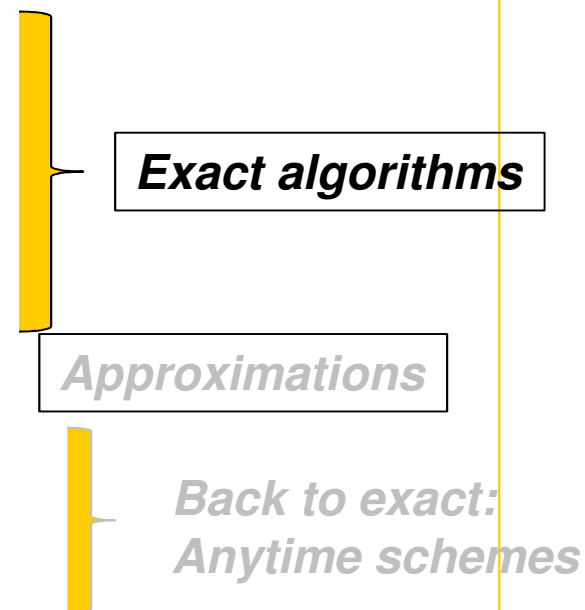 Exact algorithms
Approximations
Back to exact:
Anytime schemes